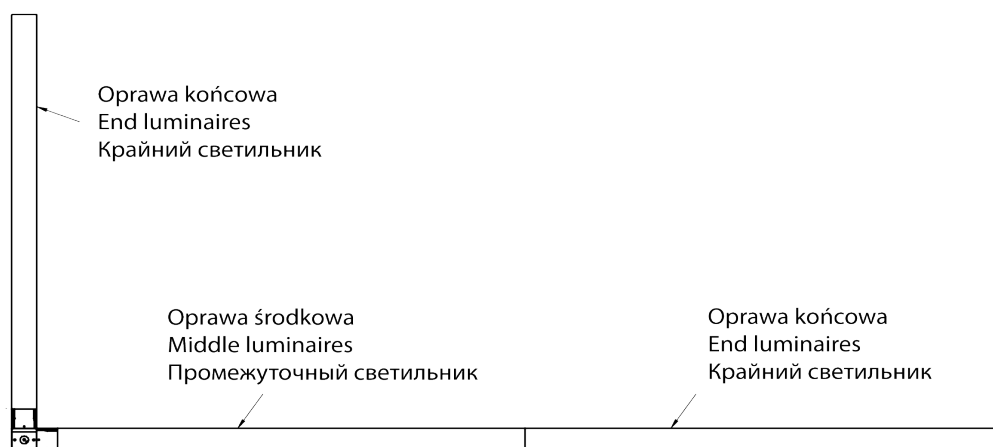 Oprawa końcowa
End luminaires
Крайний светильник
Oprawa środkowa
Middle luminaires
Промежуточный светильник
Oprawa końcowa
End luminaires
Крайний светильник